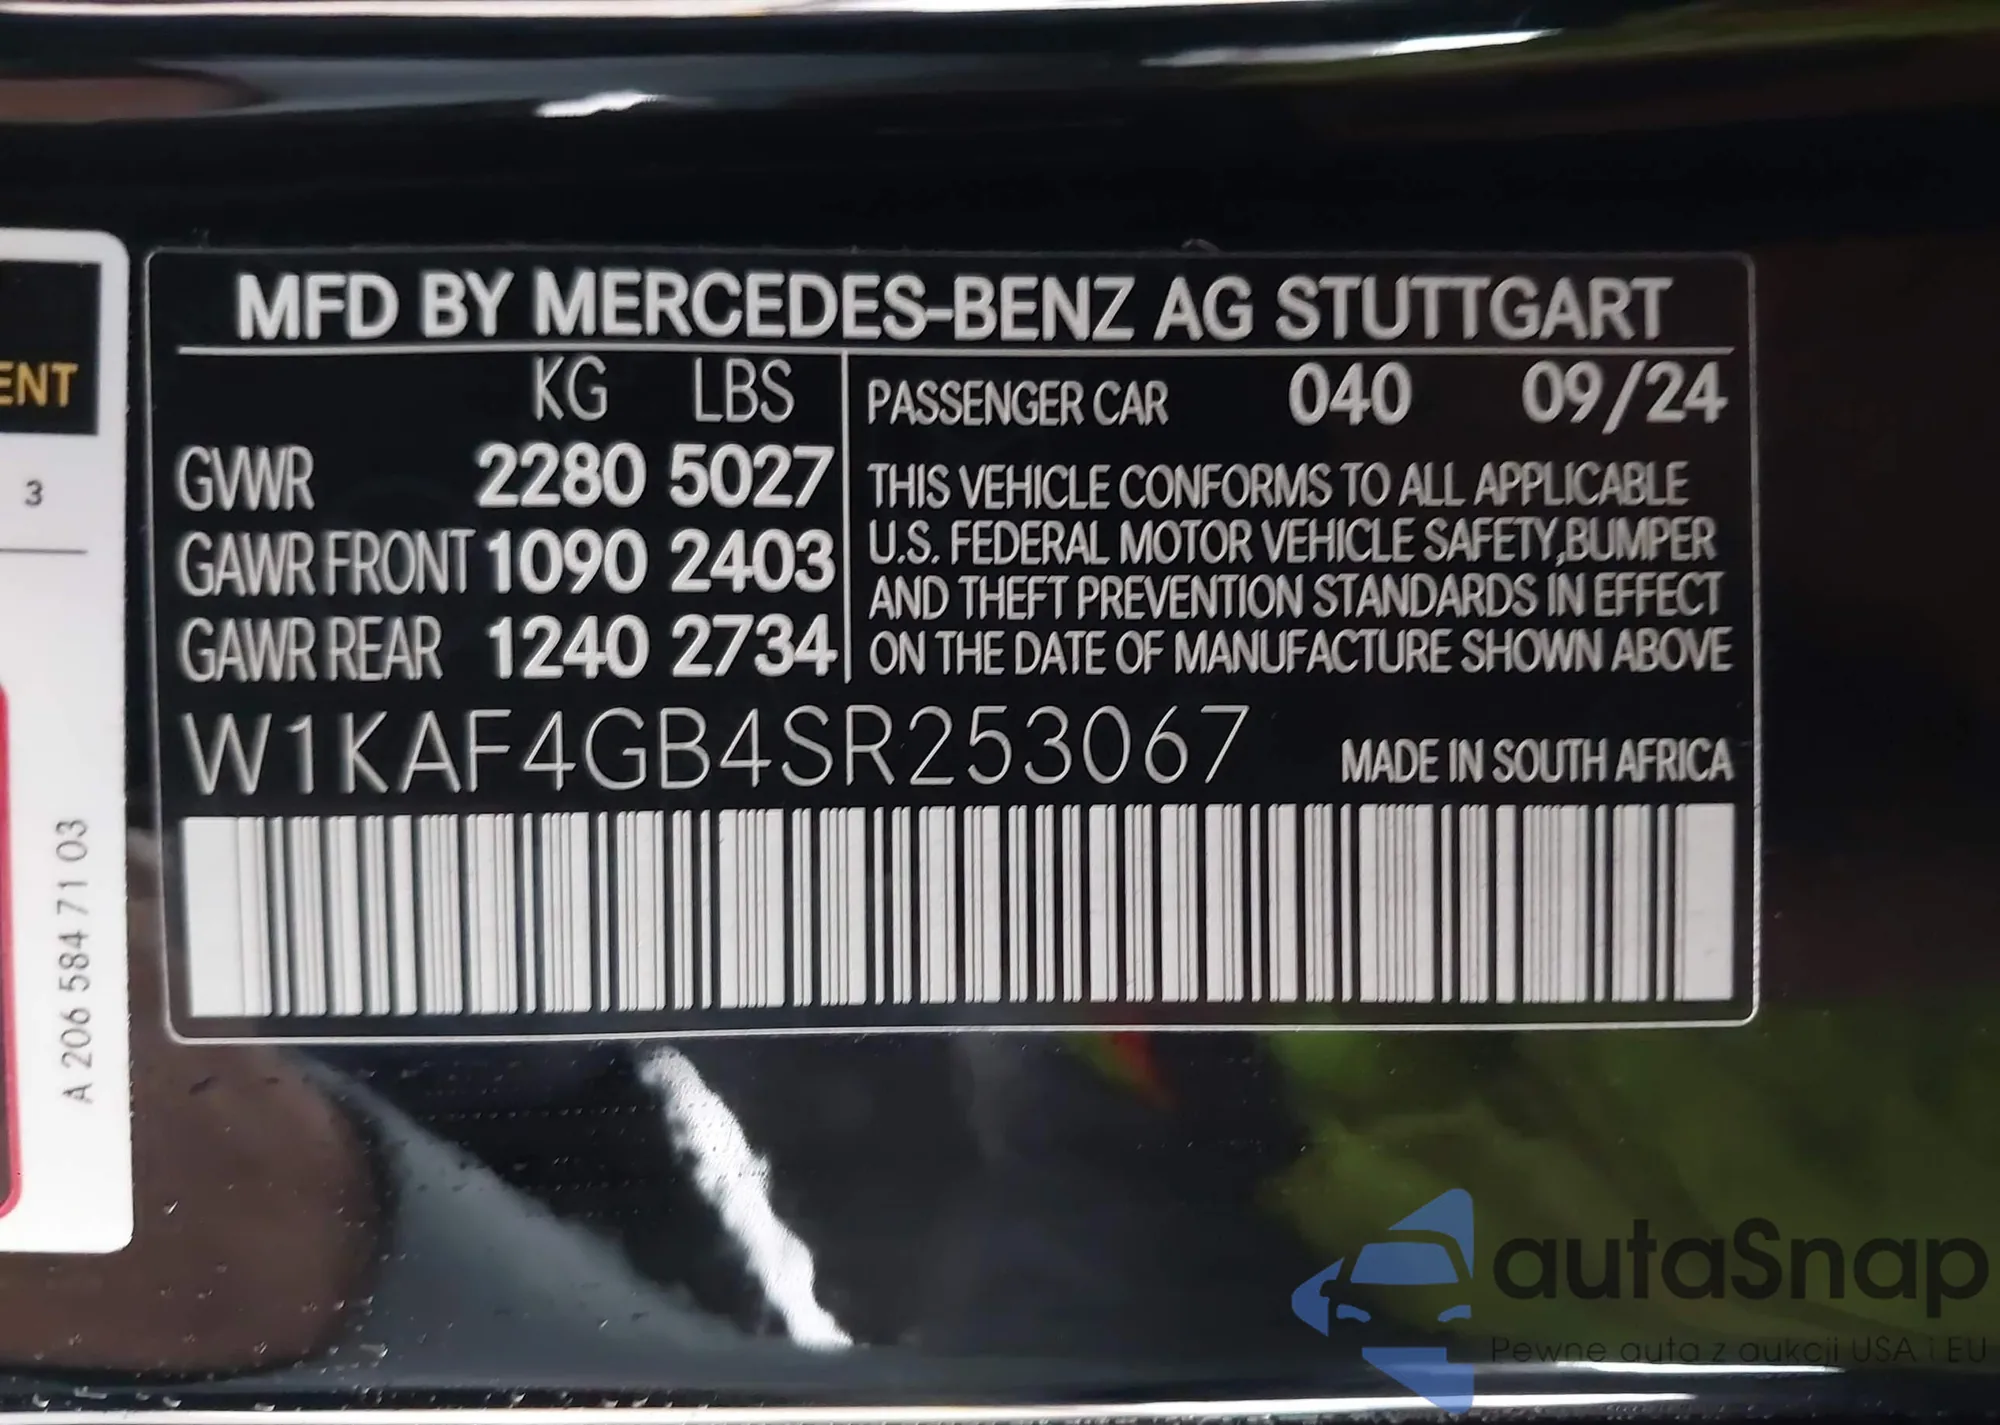 MFD BY MERCEDES-BENZ AG STUTTGART
KG LBS
GVWR 2280 5027
GAWR FRONT 1090 2403
GAWR REAR 1240 2734
PASSENGER CAR 040 09/24
THIS VEHICLE CONFORMS TO ALL APPLICABLE
U.S. FEDERAL MOTOR VEHICLE SAFETY,BUMPER
AND THEFT PREVENTION STANDARDS IN EFFECT
ON THE DATE OF MANUFACTURE SHOWN ABOVE
W1KAF4GB4SR253067 MADE IN SOUTH AFRICA
ENT
3
A 206 584 71 03
autaSnap
Pewne auta z aukcji USA i EU